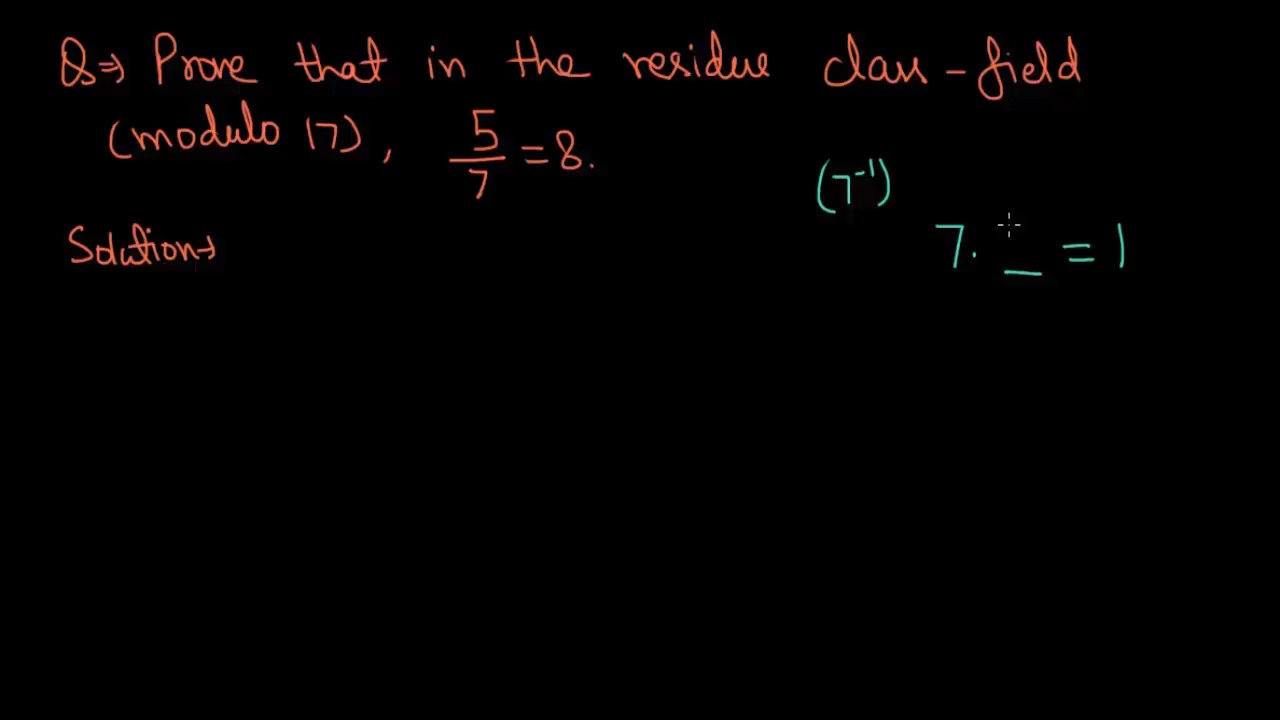 Q⇒ Prove that in the residue class-field
(modulo 17), 5/7 = 8.
(7⁻¹)
Solution→
7. _ = 1